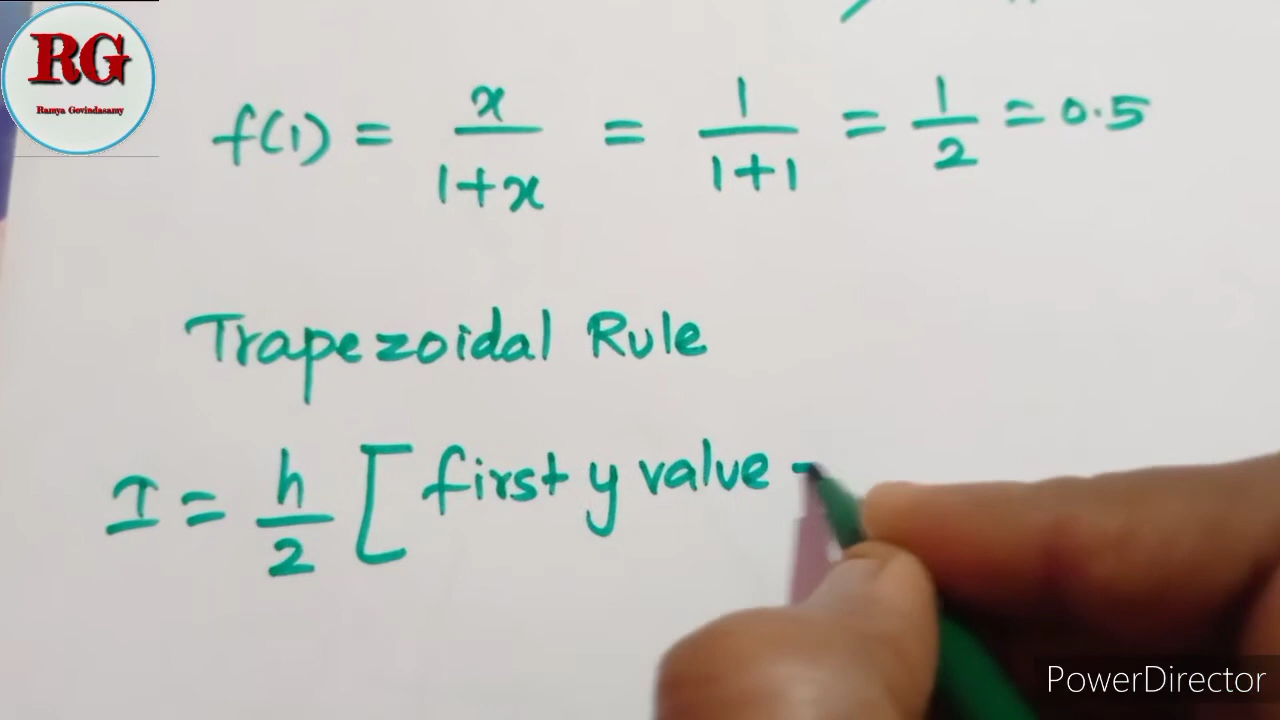 RG
Ramya Govindasamy
f(1) = x/(1+x) = 1/(1+1) = 1/2 = 0.5
Trapezoidal Rule
I = h/2 [ first y value
PowerDirector